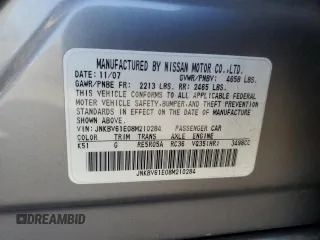 MANUFACTURED BY NISSAN MOTOR CO.,LTD.
DATE: 11/07 GVWR/PNBV: 4658 LBS.
GAWR/PNBE FR: 2213 LBS. RR: 2465 LBS.
THIS VEHICLE CONFORMS TO ALL APPLICABLE FEDERAL
MOTOR VEHICLE SAFETY,BUMPER,AND THEFT PREVENTION
STANDARDS IN EFFECT ON THE DATE OF MANUFACTURE
SHOWN ABOVE.
VIN: JNKBV61E08M210284 PASSENGER CAR
COLOR TRIM TRANS AXLE ENGINE
K51 G RE5R05A RC36 VQ35(HR) 3498CC
JNKBV61E08M210284
DREAMBID